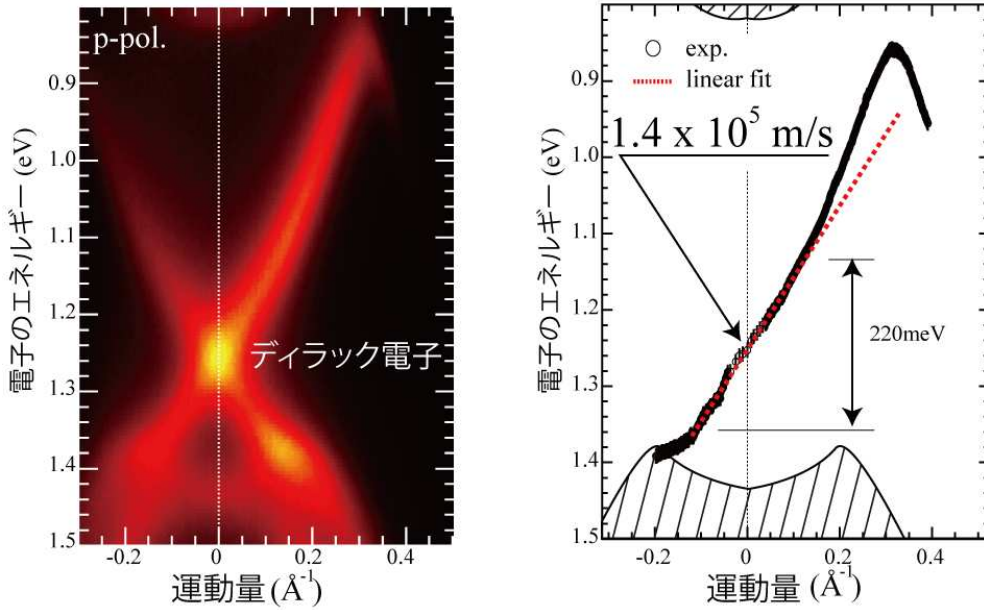 p-pol.
電子のエネルギー (eV)
0.9
1.0
1.1
1.2
1.3
1.4
1.5
ディラック電子
-0.2
0
0.2
0.4
運動量 (Å⁻¹)
電子のエネルギー (eV)
0.9
1.0
1.1
1.2
1.3
1.4
1.5
exp.
linear fit
1.4 x 10⁵ m/s
220meV
-0.2
0
0.2
0.4
運動量 (Å⁻¹)